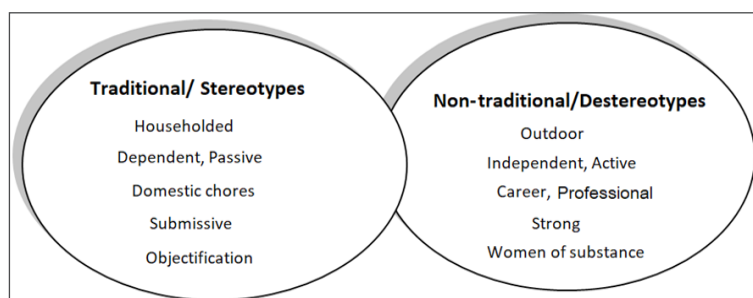 Traditional/ Stereotypes
Householded
Dependent, Passive
Domestic chores
Submissive
Objectification
Non-traditional/Destereotypes
Outdoor
Independent, Active
Career, Professional
Strong
Women of substance